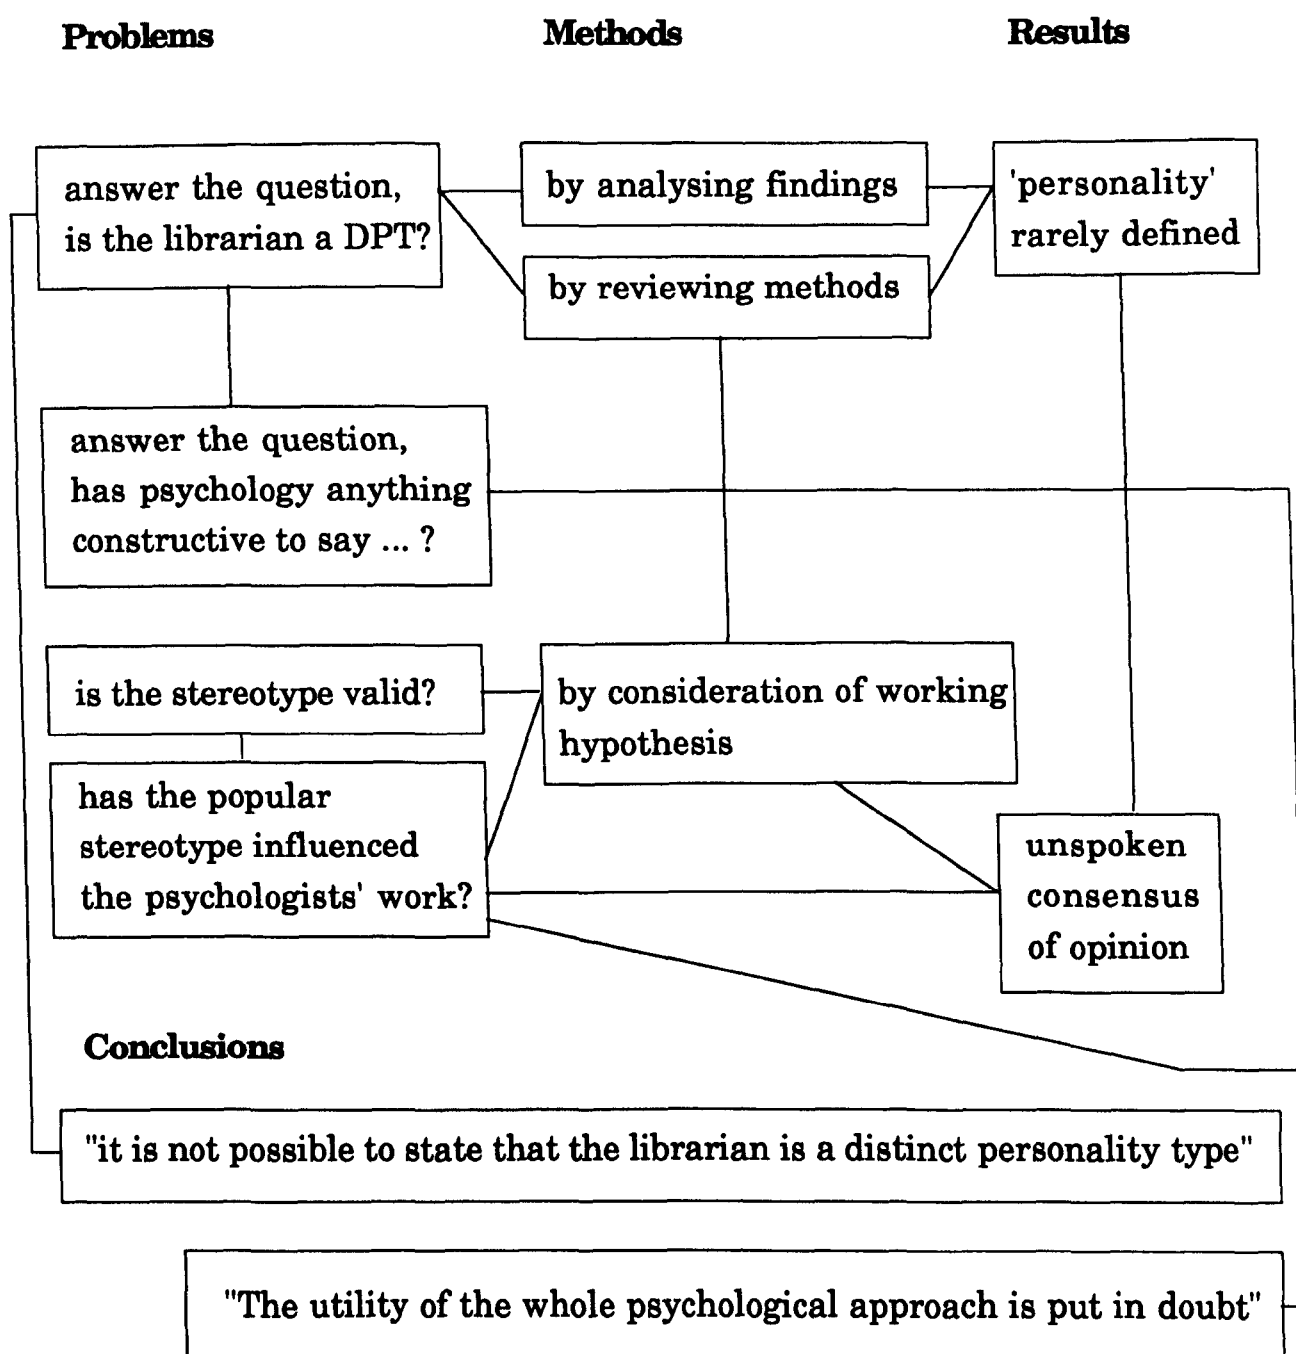 Problems
Methods
Results
answer the question,
is the librarian a DPT?
by analysing findings
by reviewing methods
'personality'
rarely defined
answer the question,
has psychology anything
constructive to say ... ?
is the stereotype valid?
by consideration of working
hypothesis
has the popular
stereotype influenced
the psychologists' work?
unspoken
consensus
of opinion
Conclusions
"it is not possible to state that the librarian is a distinct personality type"
"The utility of the whole psychological approach is put in doubt"